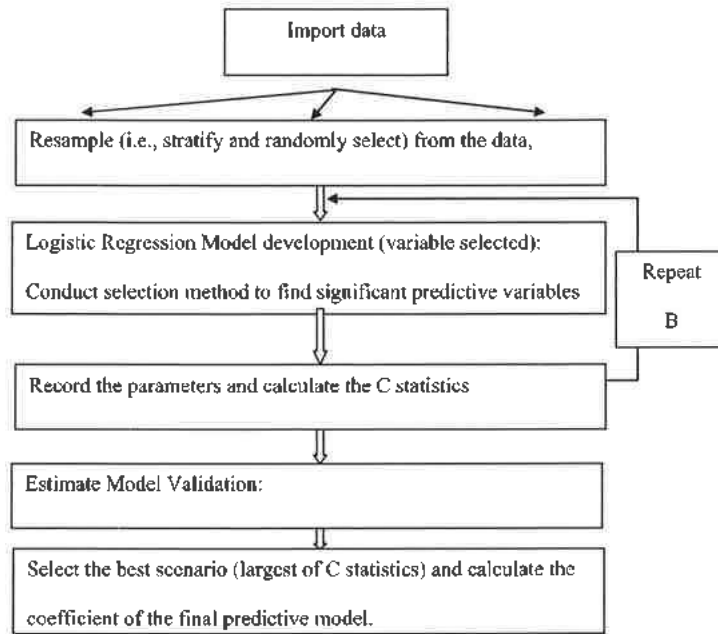 Import data
Resample (i.e., stratify and randomly select) from the data,
Logistic Regression Model development (variable selected):
Conduct selection method to find significant predictive variables
Repeat
B
Record the parameters and calculate the C statistics
Estimate Model Validation:
Select the best scenario (largest of C statistics) and calculate the
coefficient of the final predictive model.